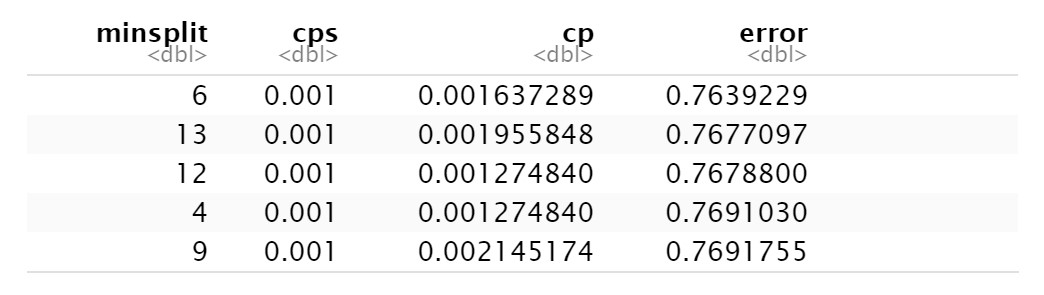 minsplit cps cp error
<dbl> <dbl> <dbl> <dbl>
6 0.001 0.001637289 0.7639229
13 0.001 0.001955848 0.7677097
12 0.001 0.001274840 0.7678800
4 0.001 0.001274840 0.7691030
9 0.001 0.002145174 0.7691755